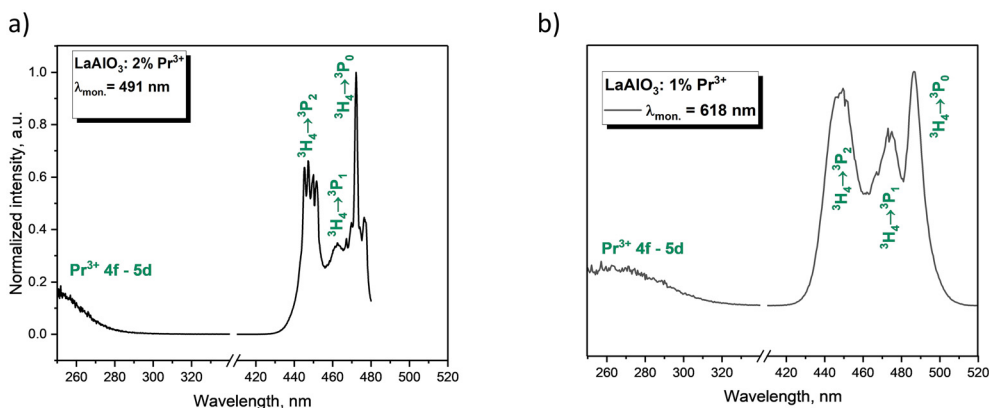 a)
LaAlO₃: 2% Pr³⁺
λmon. = 491 nm
³H₄→³P₂
³H₄→³P₁
³H₄→³P₀
Pr³⁺ 4f - 5d
Normalized intensity, a.u.
1.0
0.8
0.6
0.4
0.2
0.0
260 280 300 320 340 420 440 460 480 500 520
Wavelength, nm
b)
LaAlO₃: 1% Pr³⁺
λmon. = 618 nm
³H₄→³P₂
³H₄→³P₁
³H₄→³P₀
Pr³⁺ 4f - 5d
260 280 300 320 340 420 440 460 480 500 520
Wavelength, nm